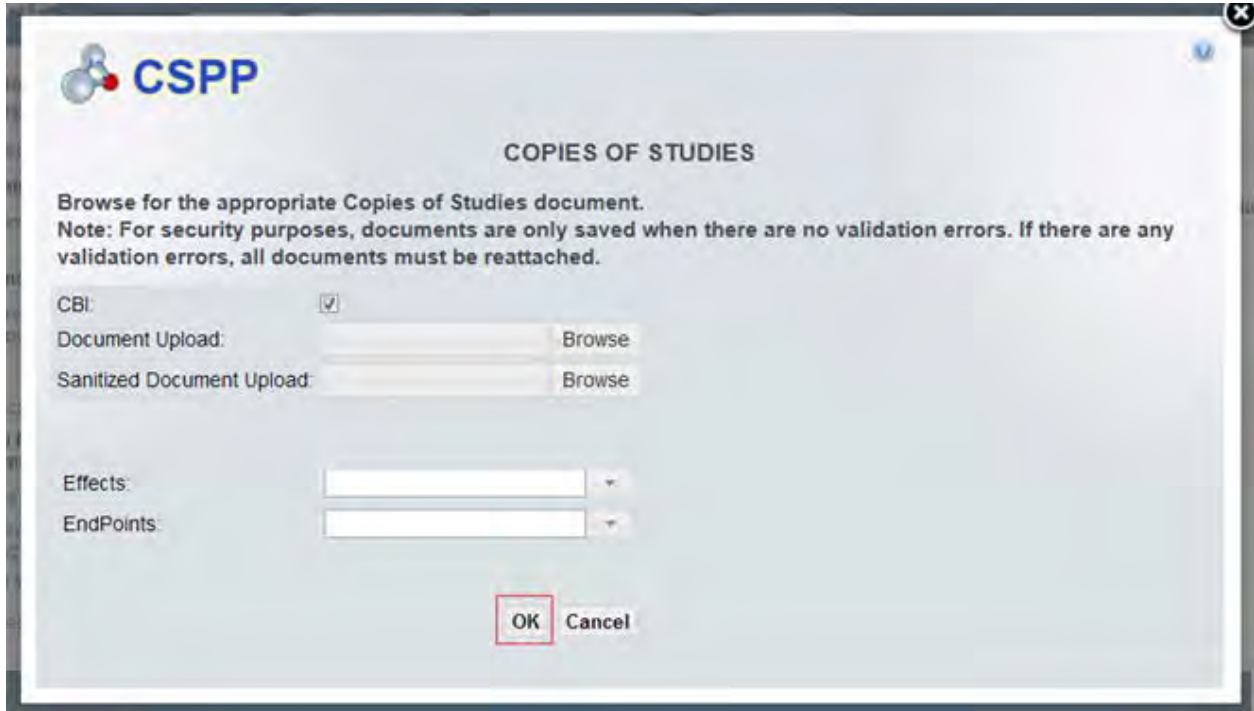 CSPP
COPIES OF STUDIES
Browse for the appropriate Copies of Studies document.
Note: For security purposes, documents are only saved when there are no validation errors. If there are any
validation errors, all documents must be reattached.
CBI:
Document Upload: Browse
Sanitized Document Upload: Browse
Effects:
EndPoints:
OK Cancel